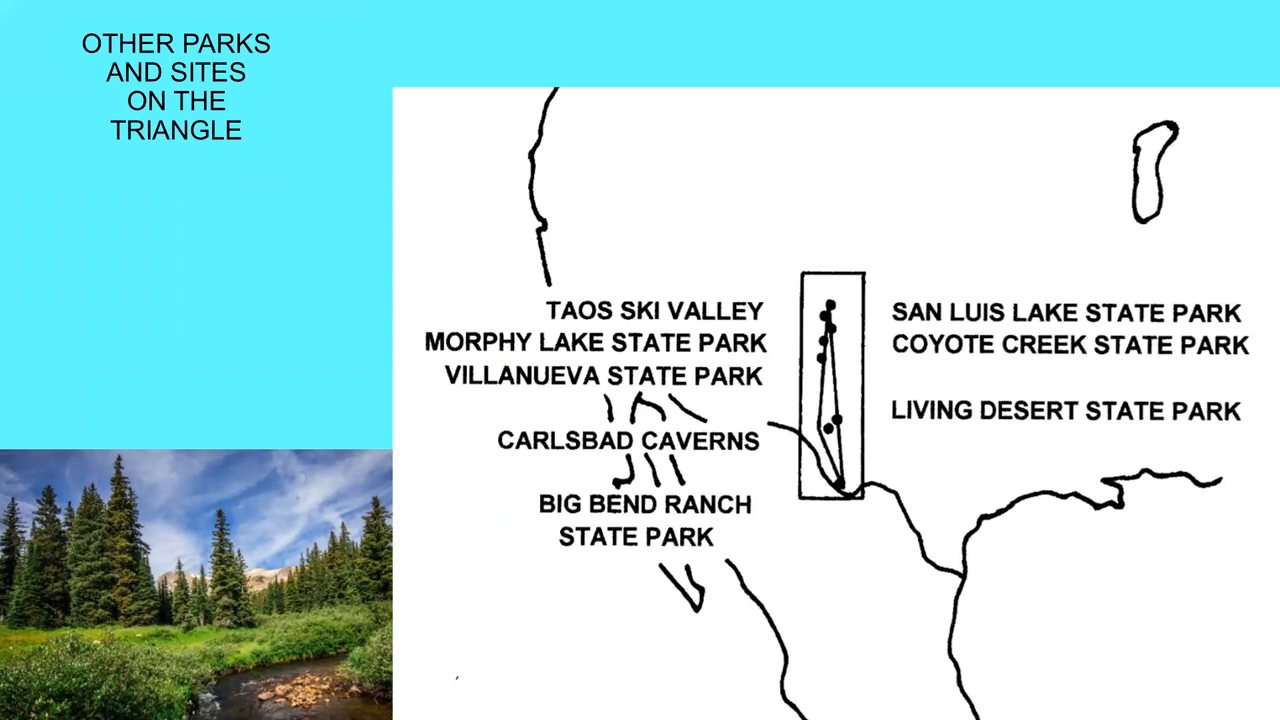 OTHER PARKS
AND SITES
ON THE
TRIANGLE
TAOS SKI VALLEY
MORPHY LAKE STATE PARK
VILLANUEVA STATE PARK
CARLSBAD CAVERNS
BIG BEND RANCH
STATE PARK
SAN LUIS LAKE STATE PARK
COYOTE CREEK STATE PARK
LIVING DESERT STATE PARK